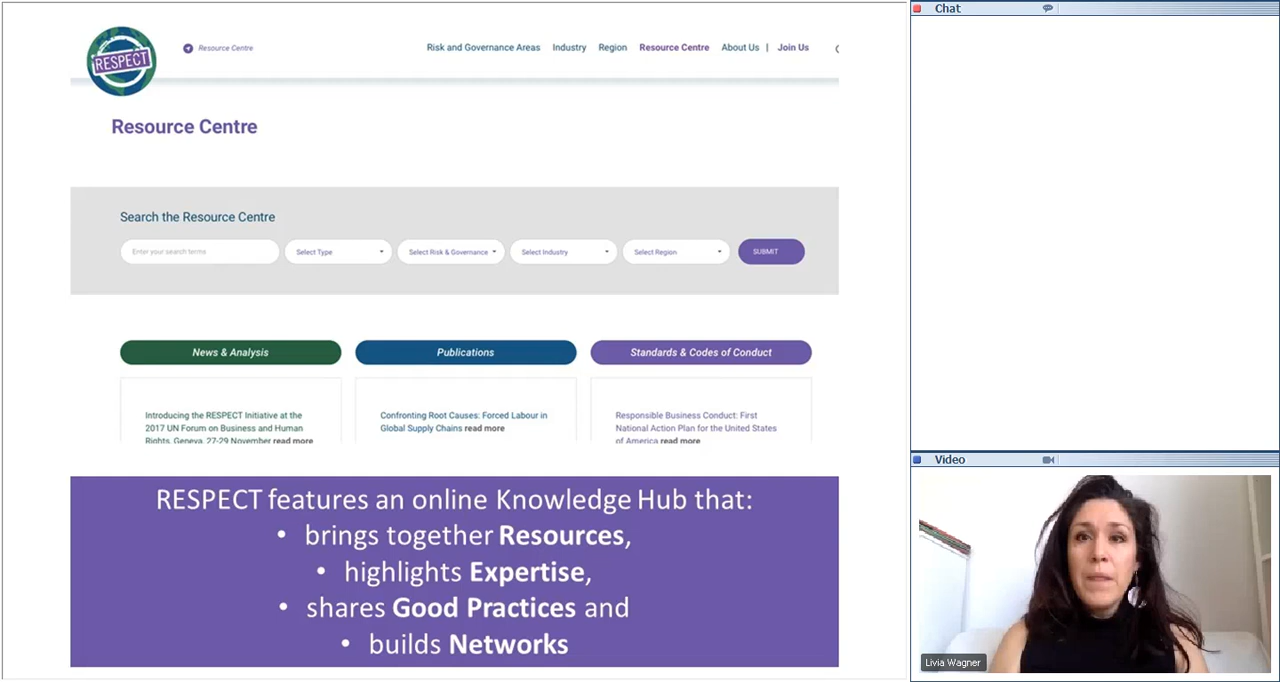 RESPECT
Resource Centre
Risk and Governance Areas Industry Region Resource Centre About Us | Join Us
Resource Centre
Search the Resource Centre
Enter your search terms Select Type Select Risk & Governance Select Industry Select Region SUBMIT
News & Analysis Publications Standards & Codes of Conduct
Introducing the RESPECT Initiative at the
2017 UN Forum on Business and Human
Rights, Geneva, 27-29 November read more
Confronting Root Causes: Forced Labour in
Global Supply Chains read more
Responsible Business Conduct: First
National Action Plan for the United States
of America read more
RESPECT features an online Knowledge Hub that:
• brings together Resources,
• highlights Expertise,
• shares Good Practices and
• builds Networks
Chat
Video
Livia Wagner